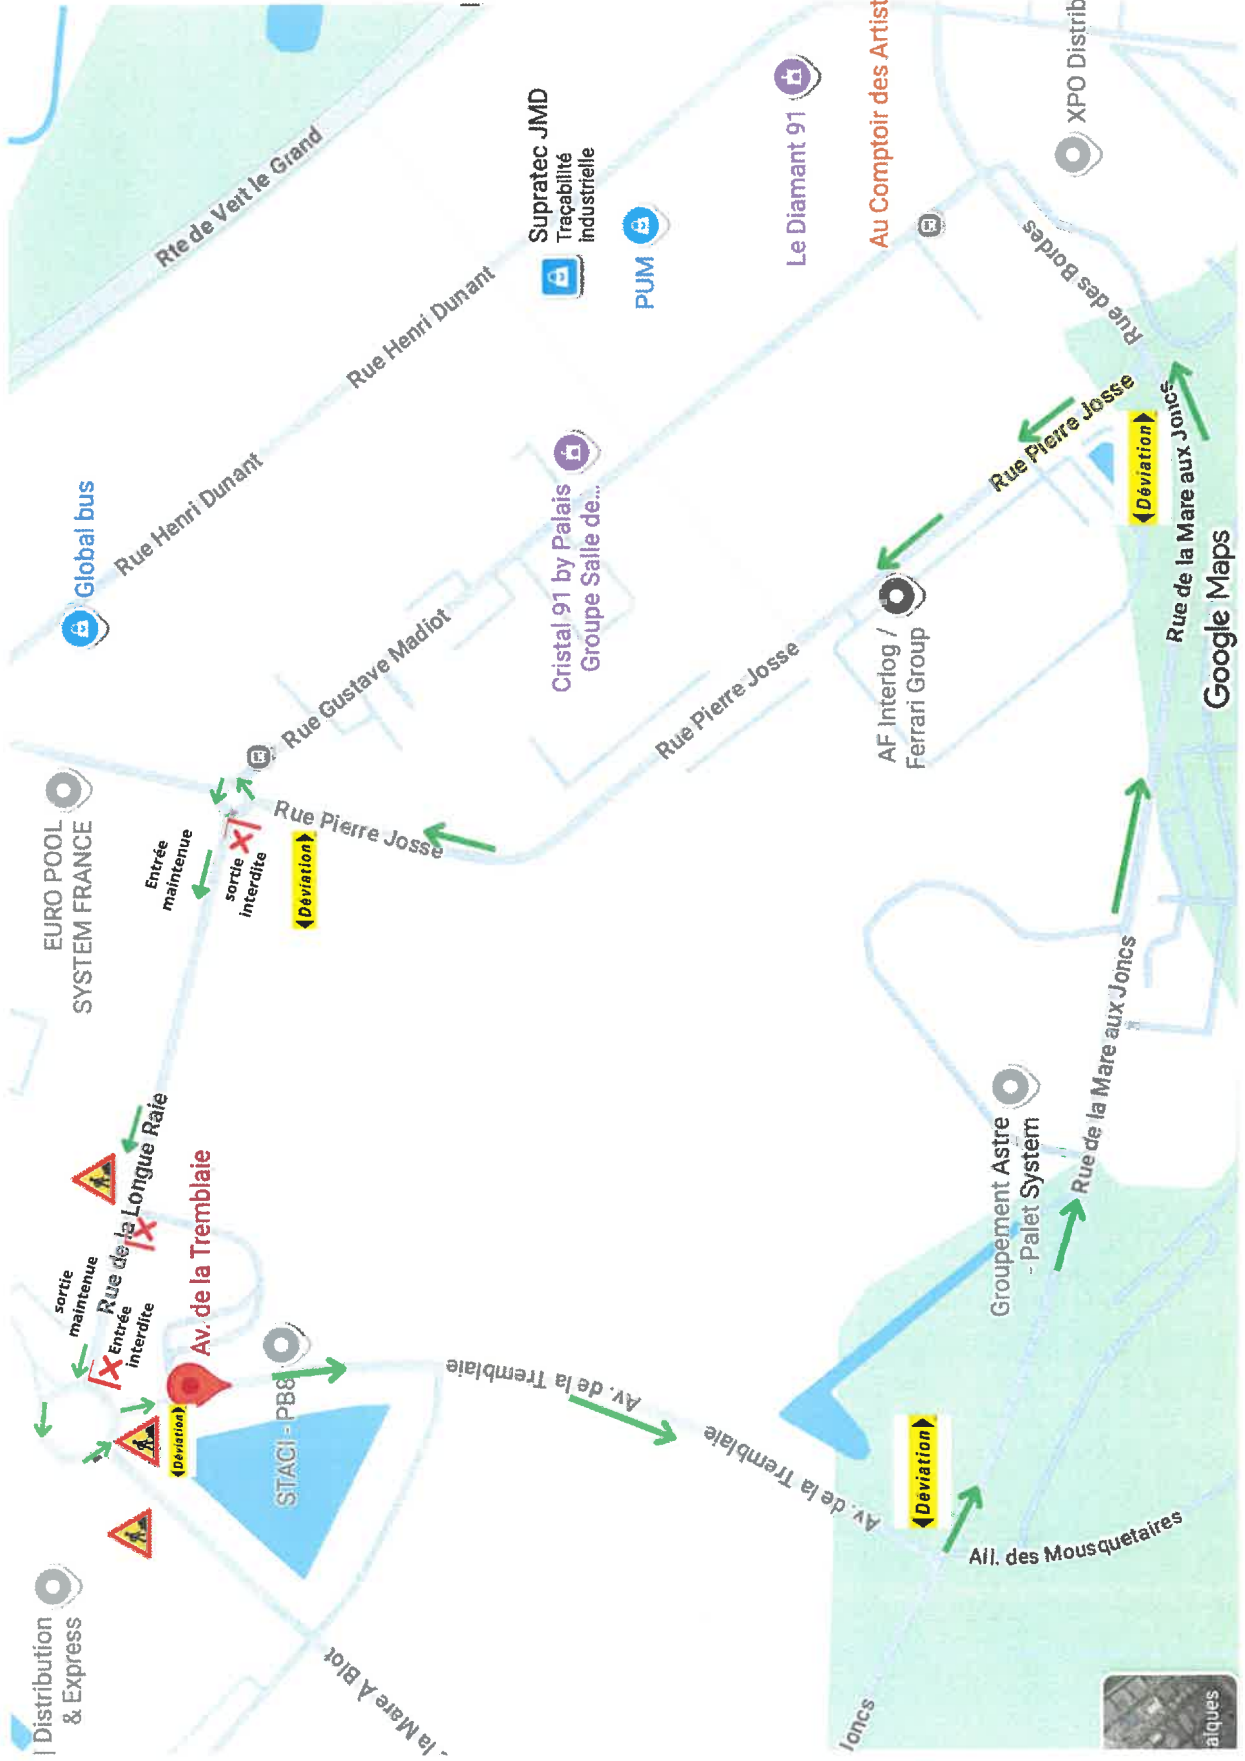 Distribution
& Express
la Mare À Blot
EURO POOL
SYSTEM FRANCE
Global bus
Rte de Vert le Grand
Rue Henri Dunant
Rue Henri Dunant
Supratec JMD
Traçabilité
industrielle
PUM
Le Diamant 91
Au Comptoir des Artist
XPO Distrib
sortie
maintenue
Rue de la Longue Raie
Entrée
interdite
Déviation
Av. de la Tremblaie
STACI - PB8
Entrée
maintenue
sortie
interdite
Déviation
Rue Pierre Josse
Rue Gustave Madiot
Cristal 91 by Palais
Groupe Salle de...
Rue Pierre Josse
AF Interlog /
Ferrari Group
Rue Pierre Josse
Rue des Bordes
Déviation
Rue de la Mare aux Joncs
Av. de la Tremblaie
Av. de la Tremblaie
Déviation
All. des Mousquetaires
Groupement Astre
- Palet System
Rue de la Mare aux Joncs
Joncs
aiques
Google Maps